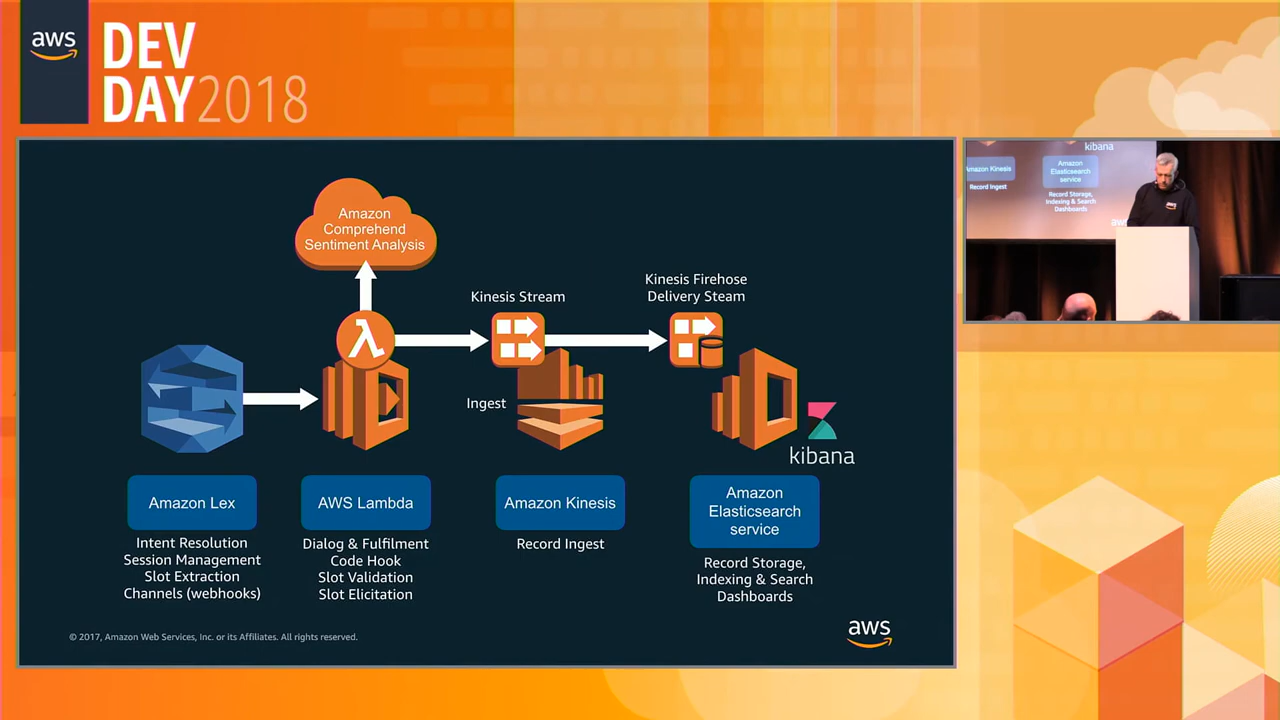 aws
DEV
DAY2018
Amazon
Comprehend
Sentiment Analysis
Kinesis Stream
Kinesis Firehose
Delivery Steam
Ingest
kibana
Amazon Lex
Intent Resolution
Session Management
Slot Extraction
Channels (webhooks)
AWS Lambda
Dialog & Fulfilment
Code Hook
Slot Validation
Slot Elicitation
Amazon Kinesis
Record Ingest
Amazon
Elasticsearch
service
Record Storage,
Indexing & Search
Dashboards
© 2017, Amazon Web Services, Inc. or its Affiliates. All rights reserved.
aws
kibana
Amazon Kinesis
Record Ingest
Amazon
Elasticsearch
service
Record Storage,
Indexing & Search
Dashboards
aws